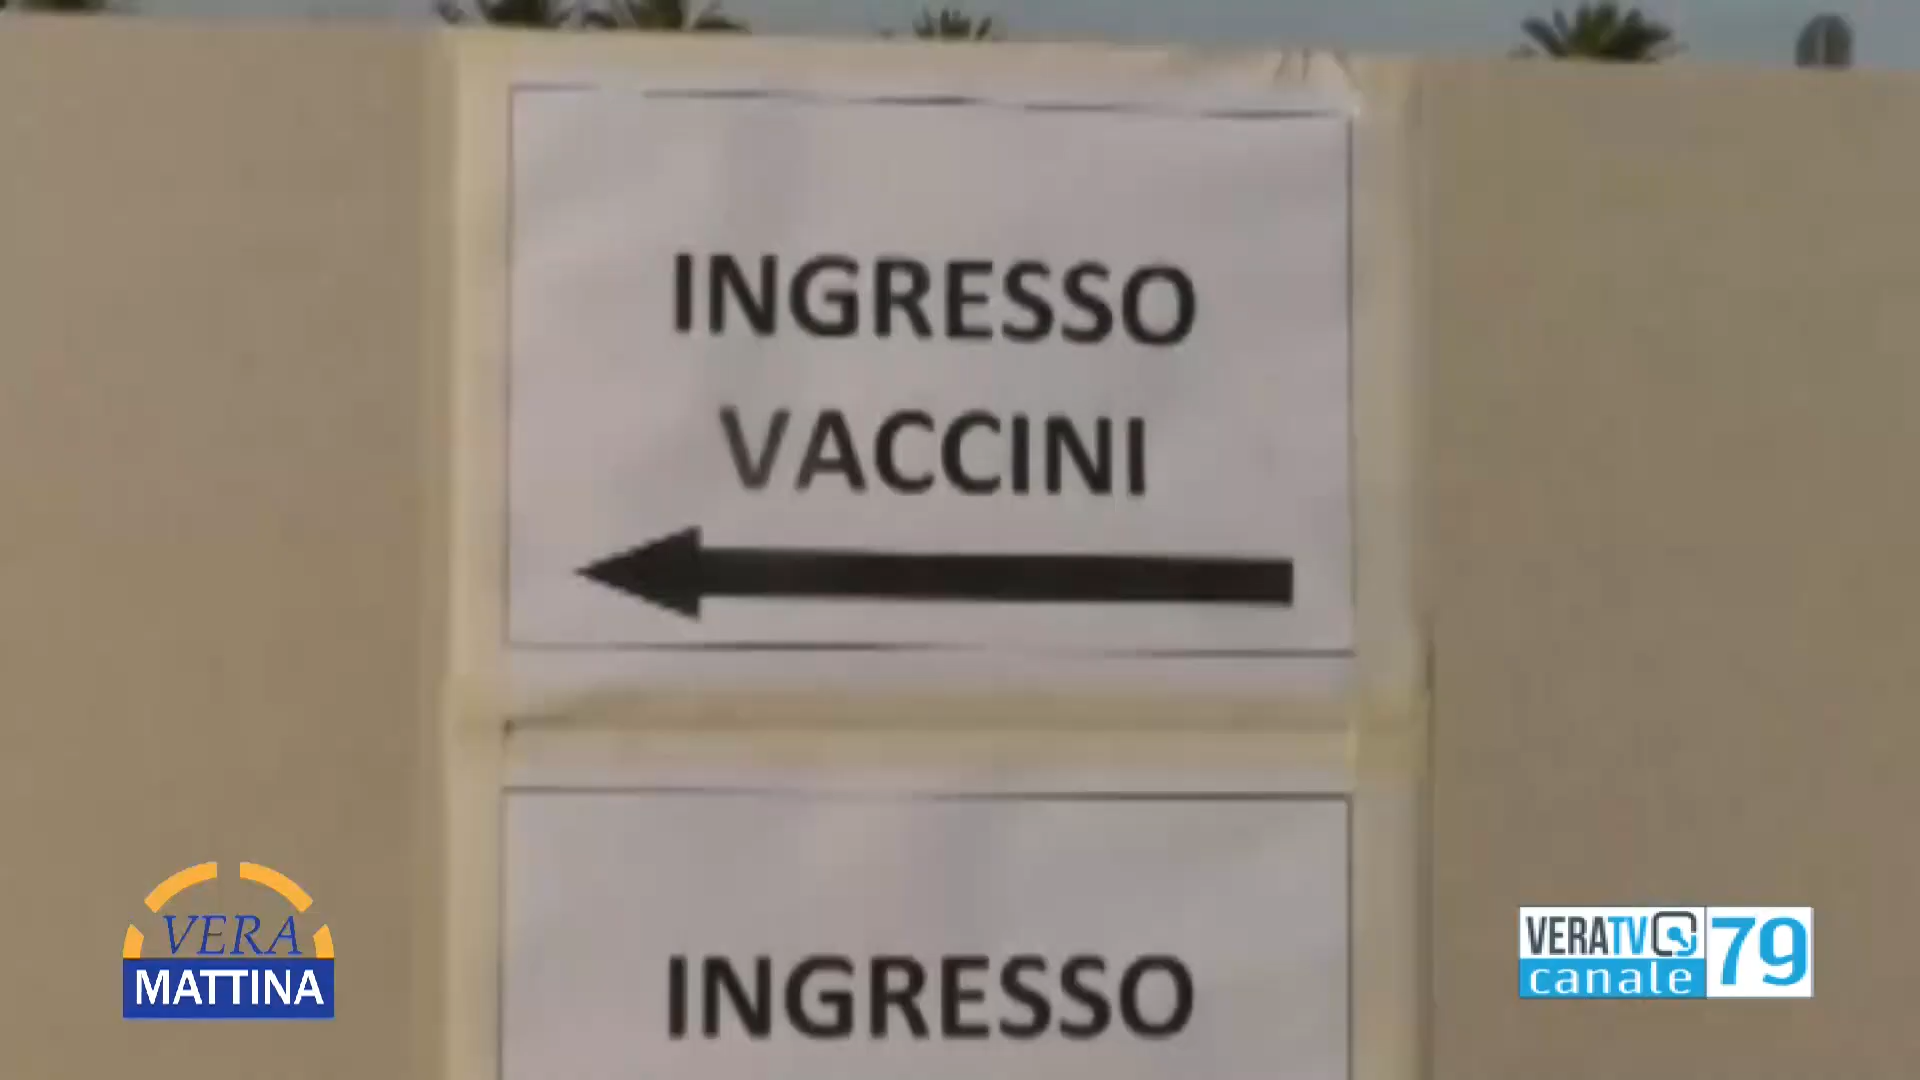 INGRESSO
VACCINI
INGRESSO
VERA
MATTINA
VERATV
canale
79